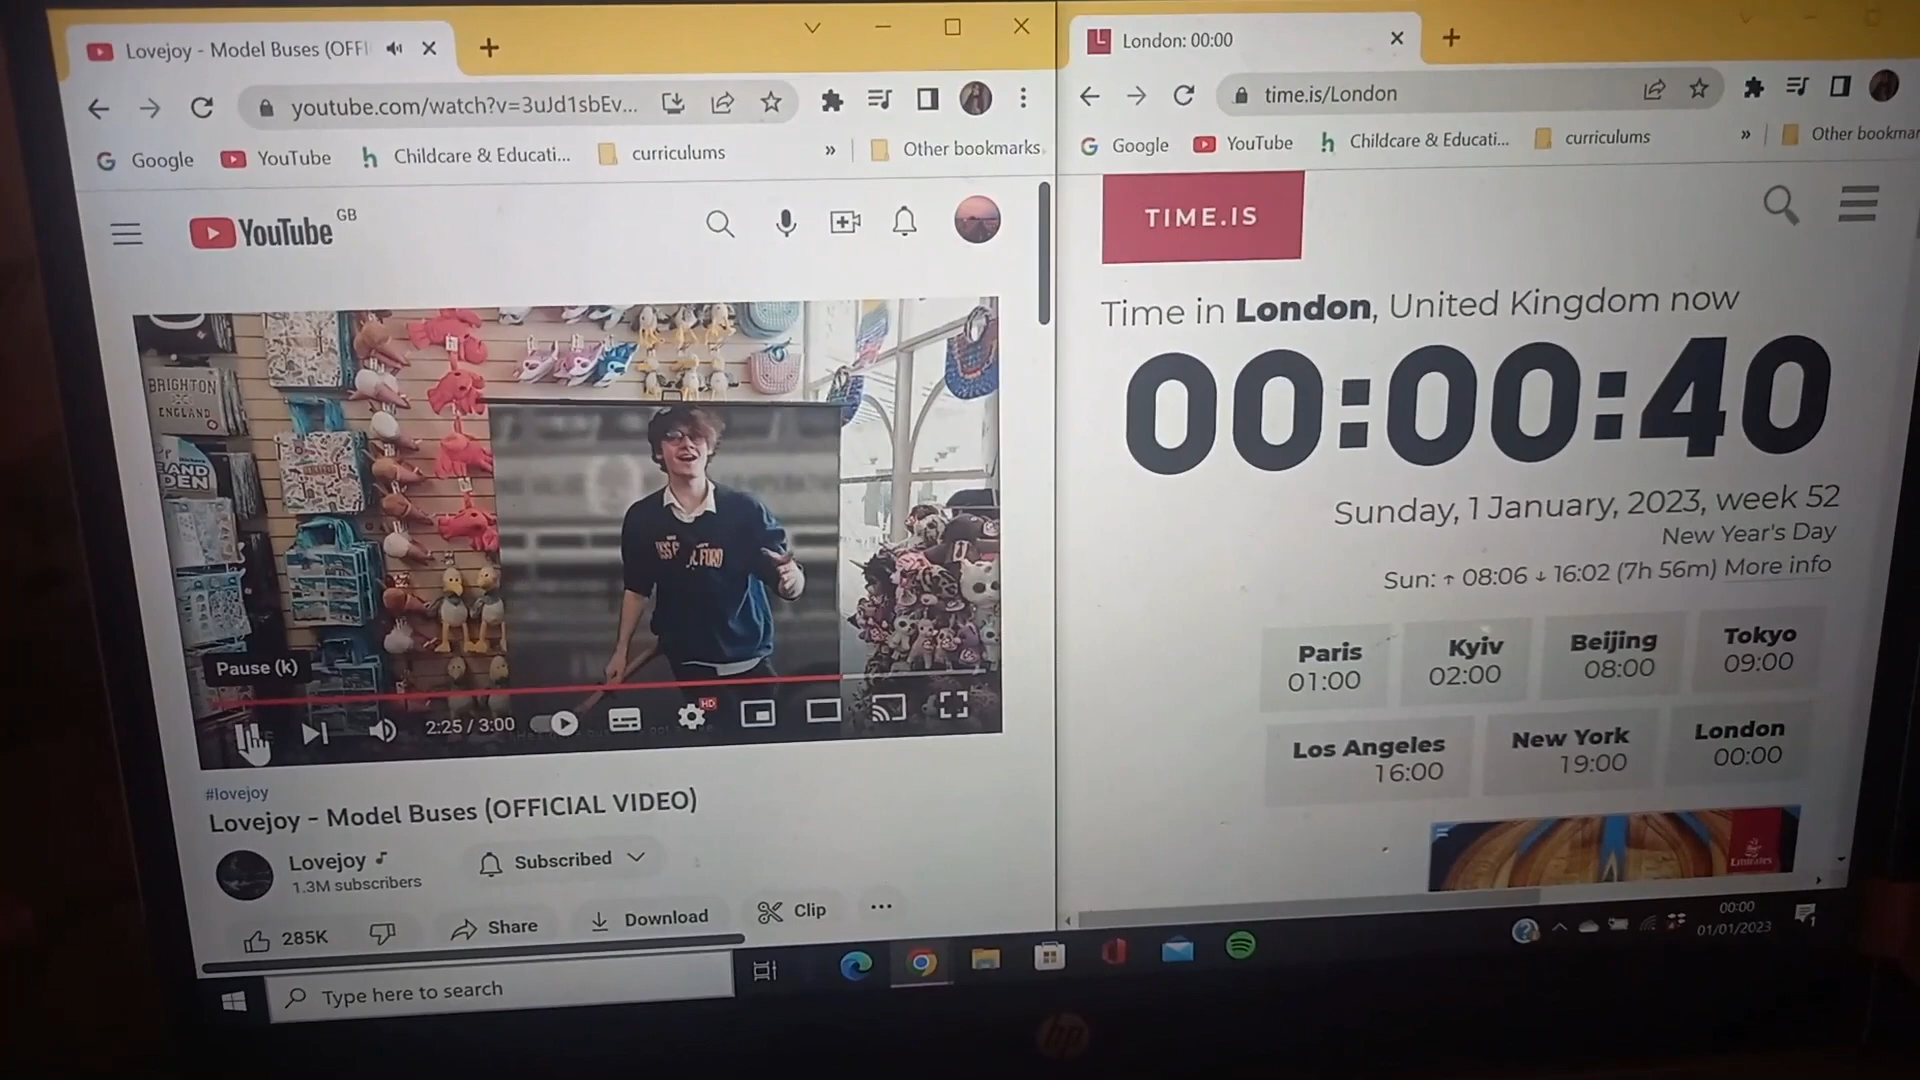 Lovejoy - Model Buses (OFFI
youtube.com/watch?v=3uJd1sbEv...
Google
YouTube
Childcare & Educati...
curriculums
»
Other bookmarks
YouTube
GB
BRIGHTON
ENGLAND
Pause (k)
2:25 / 3:00
HD
#lovejoy
Lovejoy - Model Buses (OFFICIAL VIDEO)
Lovejoy
1.3M subscribers
Subscribed
285K
Share
Download
Clip
...
London: 00:00
time.is/London
Google
YouTube
Childcare & Educati...
curriculums
»
Other bookmar
TIME.IS
Time in London, United Kingdom now
00:00:40
Sunday, 1 January, 2023, week 52
New Year's Day
Sun: ↑ 08:06 ↓ 16:02 (7h 56m) More info
Paris
01:00
Kyiv
02:00
Beijing
08:00
Tokyo
09:00
Los Angeles
16:00
New York
19:00
London
00:00
Emirates
Type here to search
00:00
01/01/2023
1
hp